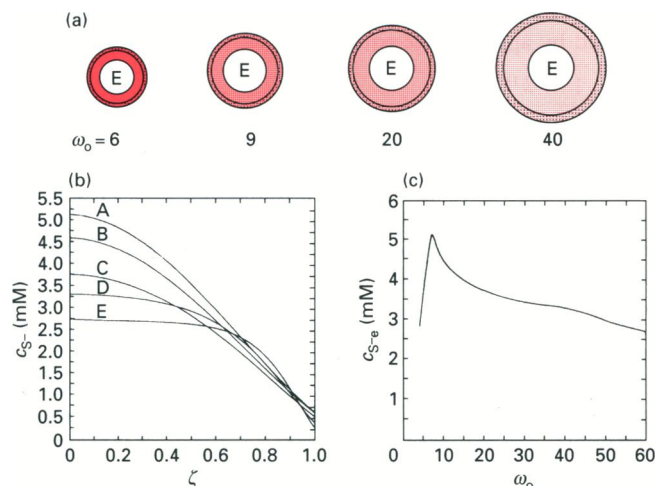 (a)
E E E E
ω₀ = 6 9 20 40
(b)
5.5
5.0
4.5
4.0
3.5
3.0
2.5
2.0
1.5
1.0
0.5
0
c_S- (mM)
A
B
C
D
E
0 0.2 0.4 0.6 0.8 1.0
ζ
(c)
6
5
4
3
2
1
c_S-e (mM)
0 10 20 30 40 50 60
ω₀